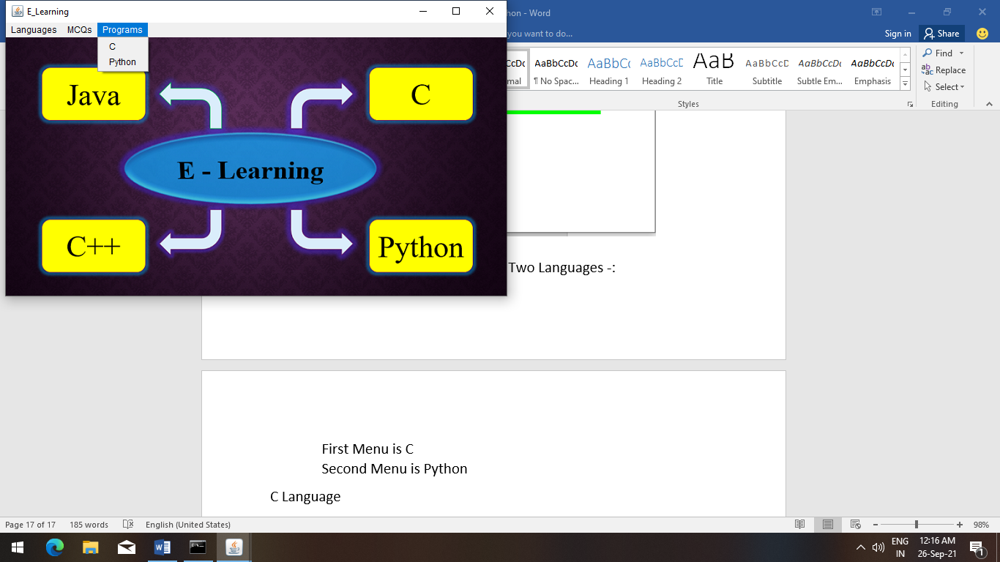 E_Learning
Languages MCQs Programs
C
Python
Java
C
E - Learning
C++
Python
hon - Word
you want to do...
Sign in
Share
AaBbCcDc
AaBbCcDc
AaBbCc
AaBbCcD
AaB
AaBbCcD
AaBbCcDc
AaBbCcDc
¶ No Spac...
Heading 1
Heading 2
Title
Subtitle
Subtle Em...
Emphasis
Styles
Find
Replace
Select
Editing
Two Languages -:
First Menu is C
Second Menu is Python
C Language
Page 17 of 17
185 words
English (United States)
98%
ENG
IN
12:16 AM
26-Sep-21
1